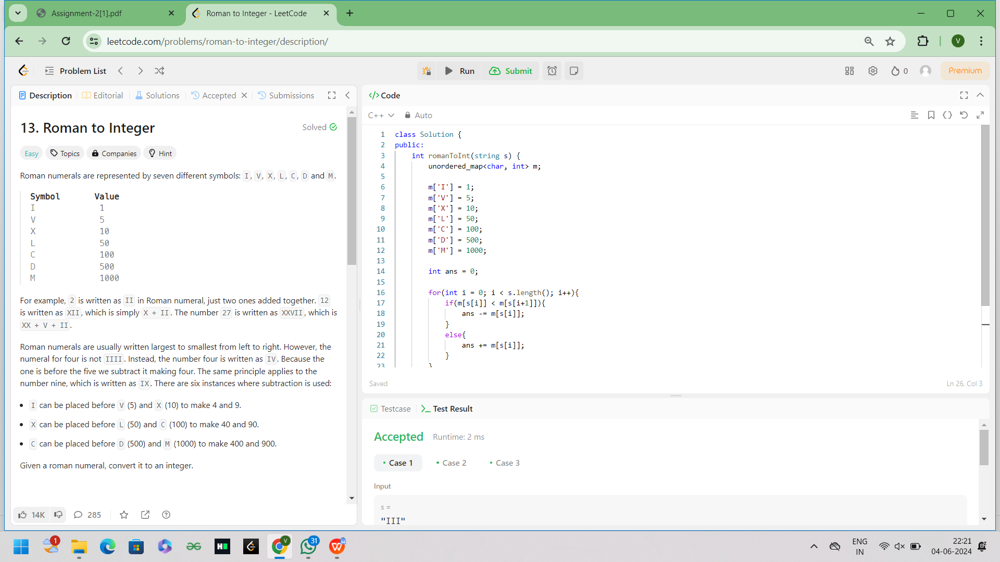 Assignment-2[1].pdf
Roman to Integer - LeetCode
leetcode.com/problems/roman-to-integer/description/
V
Problem List
Run
Submit
0
Premium
Description
Editorial
Solutions
Accepted
Submissions
13. Roman to Integer
Solved
Easy
Topics
Companies
Hint
Roman numerals are represented by seven different symbols: I, V, X, L, C, D and M.
Symbol Value
I 1
V 5
X 10
L 50
C 100
D 500
M 1000
For example, 2 is written as II in Roman numeral, just two ones added together. 12
is written as XII, which is simply X + II. The number 27 is written as XXVII, which is
XX + V + II.
Roman numerals are usually written largest to smallest from left to right. However, the
numeral for four is not IIII. Instead, the number four is written as IV. Because the
one is before the five we subtract it making four. The same principle applies to the
number nine, which is written as IX. There are six instances where subtraction is used:
• I can be placed before V (5) and X (10) to make 4 and 9.
• X can be placed before L (50) and C (100) to make 40 and 90.
• C can be placed before D (500) and M (1000) to make 400 and 900.
Given a roman numeral, convert it to an integer.
14K
285
</> Code
C++
Auto
1 class Solution {
2 public:
3 int romanToInt(string s) {
4 unordered_map<char, int> m;
5
6 m['I'] = 1;
7 m['V'] = 5;
8 m['X'] = 10;
9 m['L'] = 50;
10 m['C'] = 100;
11 m['D'] = 500;
12 m['M'] = 1000;
13
14 int ans = 0;
15
16 for(int i = 0; i < s.length(); i++){
17 if(m[s[i]] < m[s[i+1]]){
18 ans -= m[s[i]];
19 }
20 else{
21 ans += m[s[i]];
22 }
23 }
Saved
Ln 26, Col 3
Testcase
Test Result
Accepted
Runtime: 2 ms
• Case 1
• Case 2
• Case 3
Input
s =
"III"
1
V
31
ENG
IN
22:21
04-06-2024